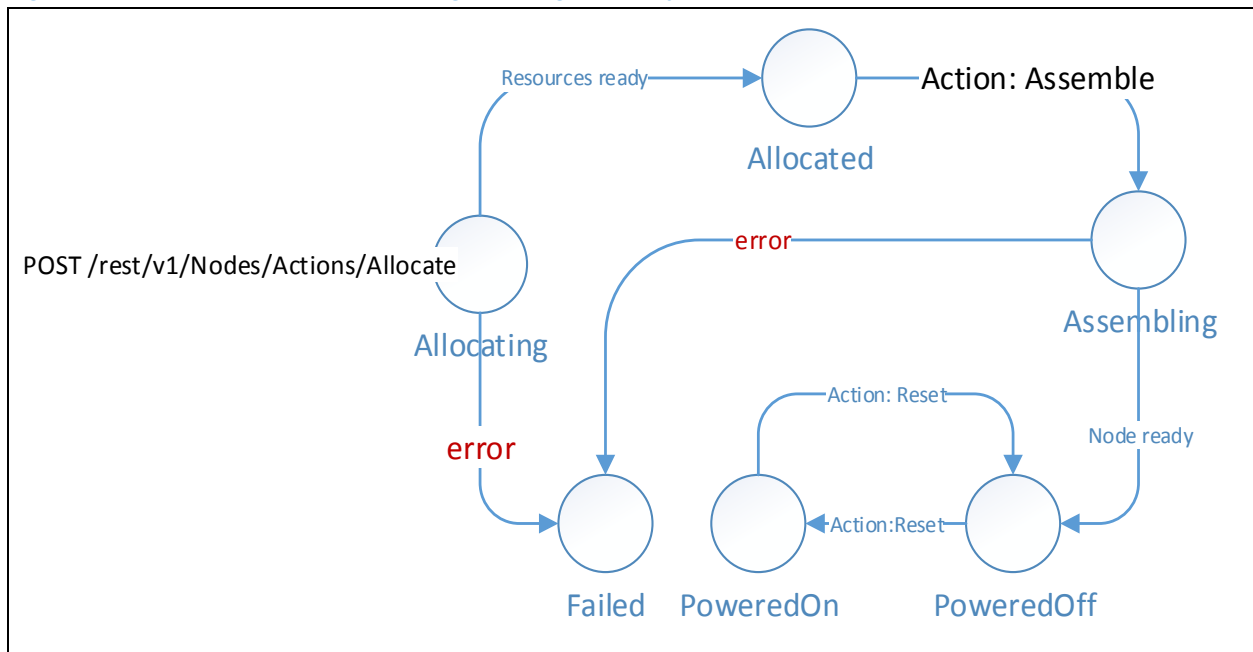 Resources ready
Action: Assemble
Allocated
error
POST /rest/v1/Nodes/Actions/Allocate
Assembling
Allocating
Action: Reset
Node ready
error
Action:Reset
Failed
PoweredOn
PoweredOff